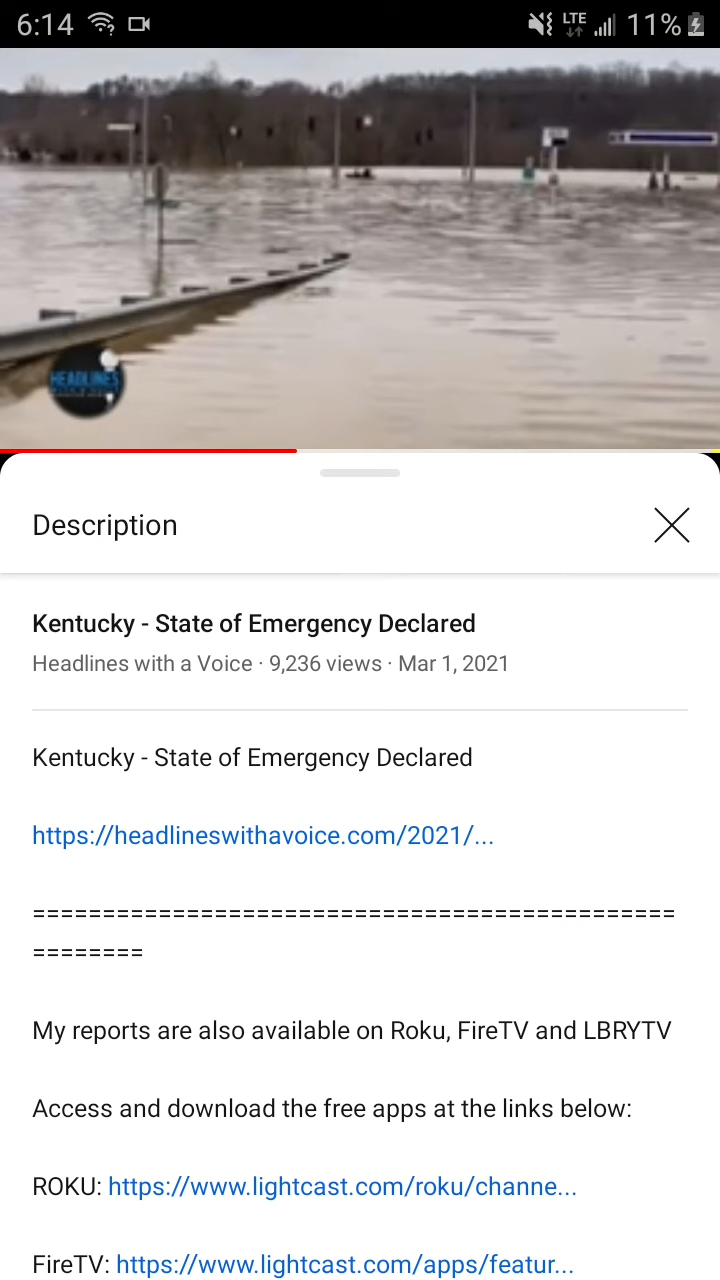 6:14
LTE
11%
HEADLINES
Description
Kentucky - State of Emergency Declared
Headlines with a Voice · 9,236 views · Mar 1, 2021
Kentucky - State of Emergency Declared
https://headlineswithavoice.com/2021/...
==============================================
========
My reports are also available on Roku, FireTV and LBRYTV
Access and download the free apps at the links below:
ROKU: https://www.lightcast.com/roku/channe...
FireTV: https://www.lightcast.com/apps/featur...